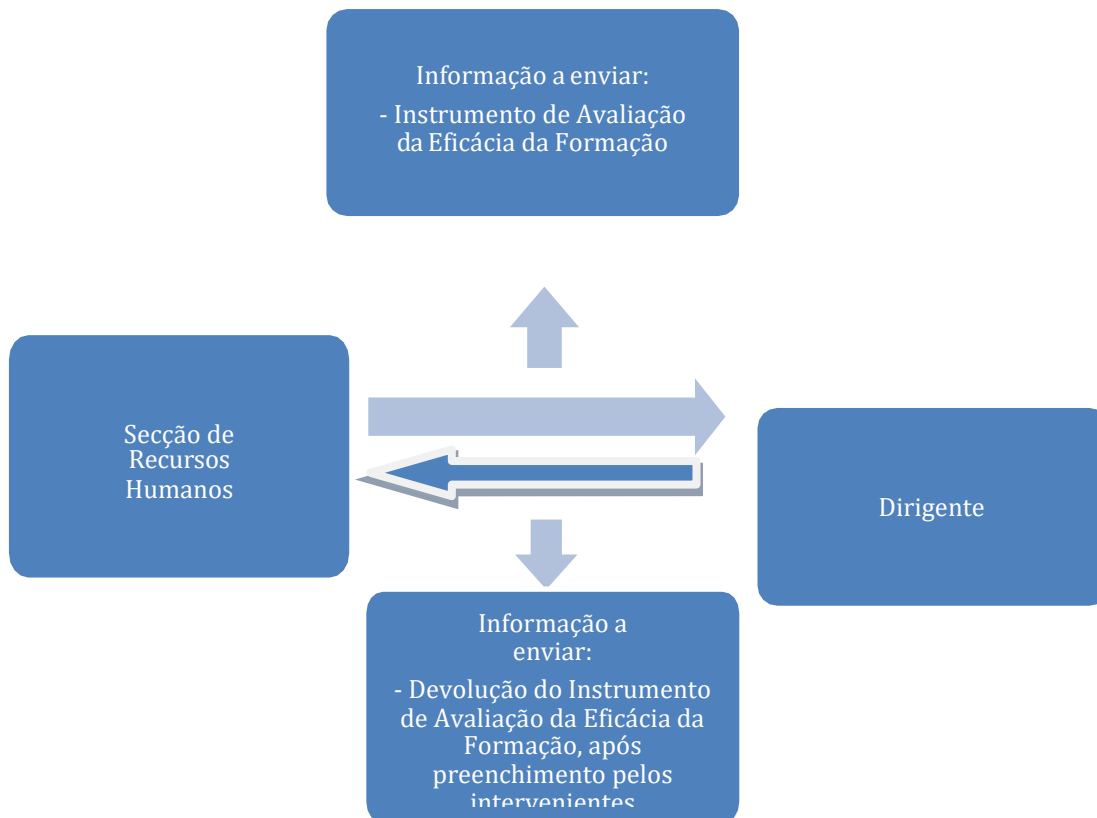 Informação a enviar:
- Instrumento de Avaliação
da Eficácia da Formação
Secção de
Recursos
Humanos
Dirigente
Informação a
enviar:
- Devolução do Instrumento
de Avaliação da Eficácia da
Formação, após
preenchimento pelos
intervenientes